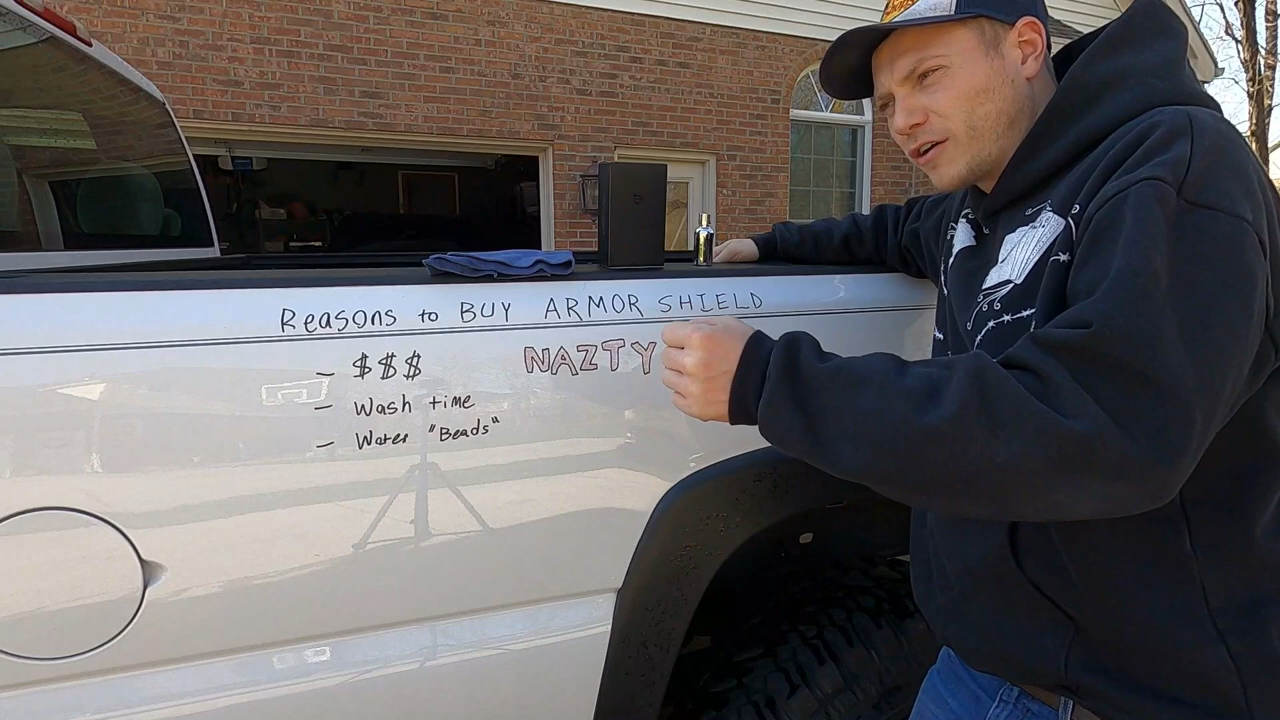 Reasons to BUY ARMOR SHIELD
- $$$
NAZTY
- Wash time
- Water "Beads"